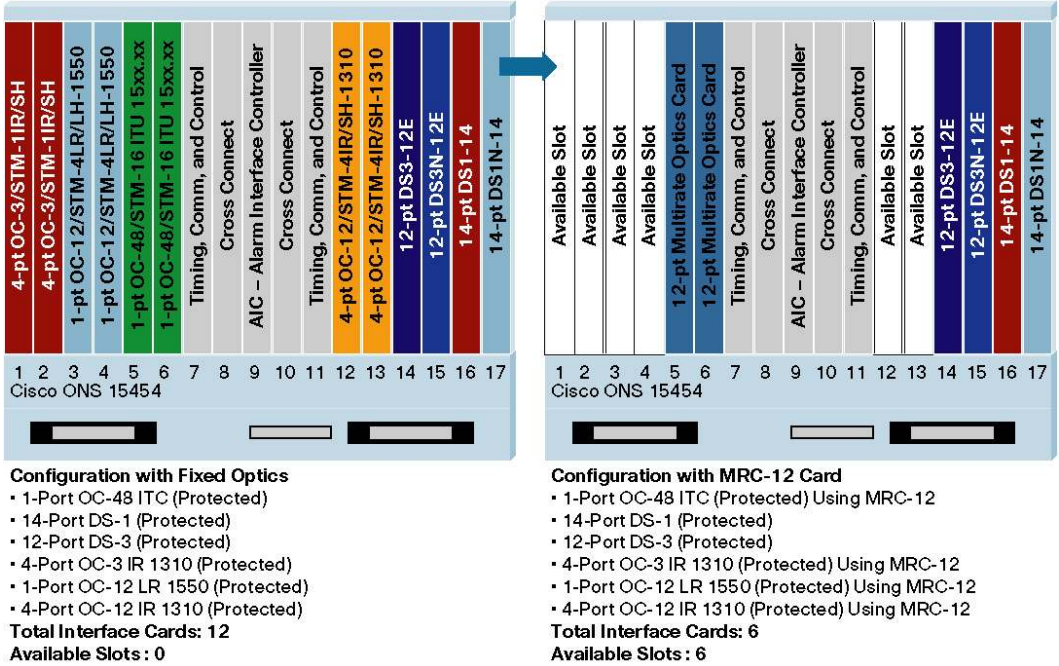 4-pt OC-3/STM-1IR/SH
4-pt OC-3/STM-1IR/SH
1-pt OC-12/STM-4LR/LH-1550
1-pt OC-12/STM-4LR/LH-1550
1-pt OC-48/STM-16 ITU 15xx.xx
1-pt OC-48/STM-16 ITU 15xx.xx
Timing, Comm, and Control
Cross Connect
AIC – Alarm Interface Controller
Cross Connect
Timing, Comm, and Control
4-pt OC-12/STM-4IR/SH-1310
4-pt OC-12/STM-4IR/SH-1310
12-pt DS3-12E
12-pt DS3N-12E
14-pt DS1-14
14-pt DS1N-14
1 2 3 4 5 6 7 8 9 10 11 12 13 14 15 16 17
Cisco ONS 15454
Configuration with Fixed Optics
▪ 1-Port OC-48 ITC (Protected)
▪ 14-Port DS-1 (Protected)
▪ 12-Port DS-3 (Protected)
▪ 4-Port OC-3 IR 1310 (Protected)
▪ 1-Port OC-12 LR 1550 (Protected)
▪ 4-Port OC-12 IR 1310 (Protected)
Total Interface Cards: 12
Available Slots: 0
Available Slot
Available Slot
Available Slot
Available Slot
12-pt Multirate Optics Card
12-pt Multirate Optics Card
Timing, Comm, and Control
Cross Connect
AIC – Alarm Interface Controller
Cross Connect
Timing, Comm, and Control
Available Slot
Available Slot
12-pt DS3-12E
12-pt DS3N-12E
14-pt DS1-14
14-pt DS1N-14
1 2 3 4 5 6 7 8 9 10 11 12 13 14 15 16 17
Cisco ONS 15454
Configuration with MRC-12 Card
▪ 1-Port OC-48 ITC (Protected) Using MRC-12
▪ 14-Port DS-1 (Protected)
▪ 12-Port DS-3 (Protected)
▪ 4-Port OC-3 IR 1310 (Protected) Using MRC-12
▪ 1-Port OC-12 LR 1550 (Protected) Using MRC-12
▪ 4-Port OC-12 IR 1310 (Protected) Using MRC-12
Total Interface Cards: 6
Available Slots: 6